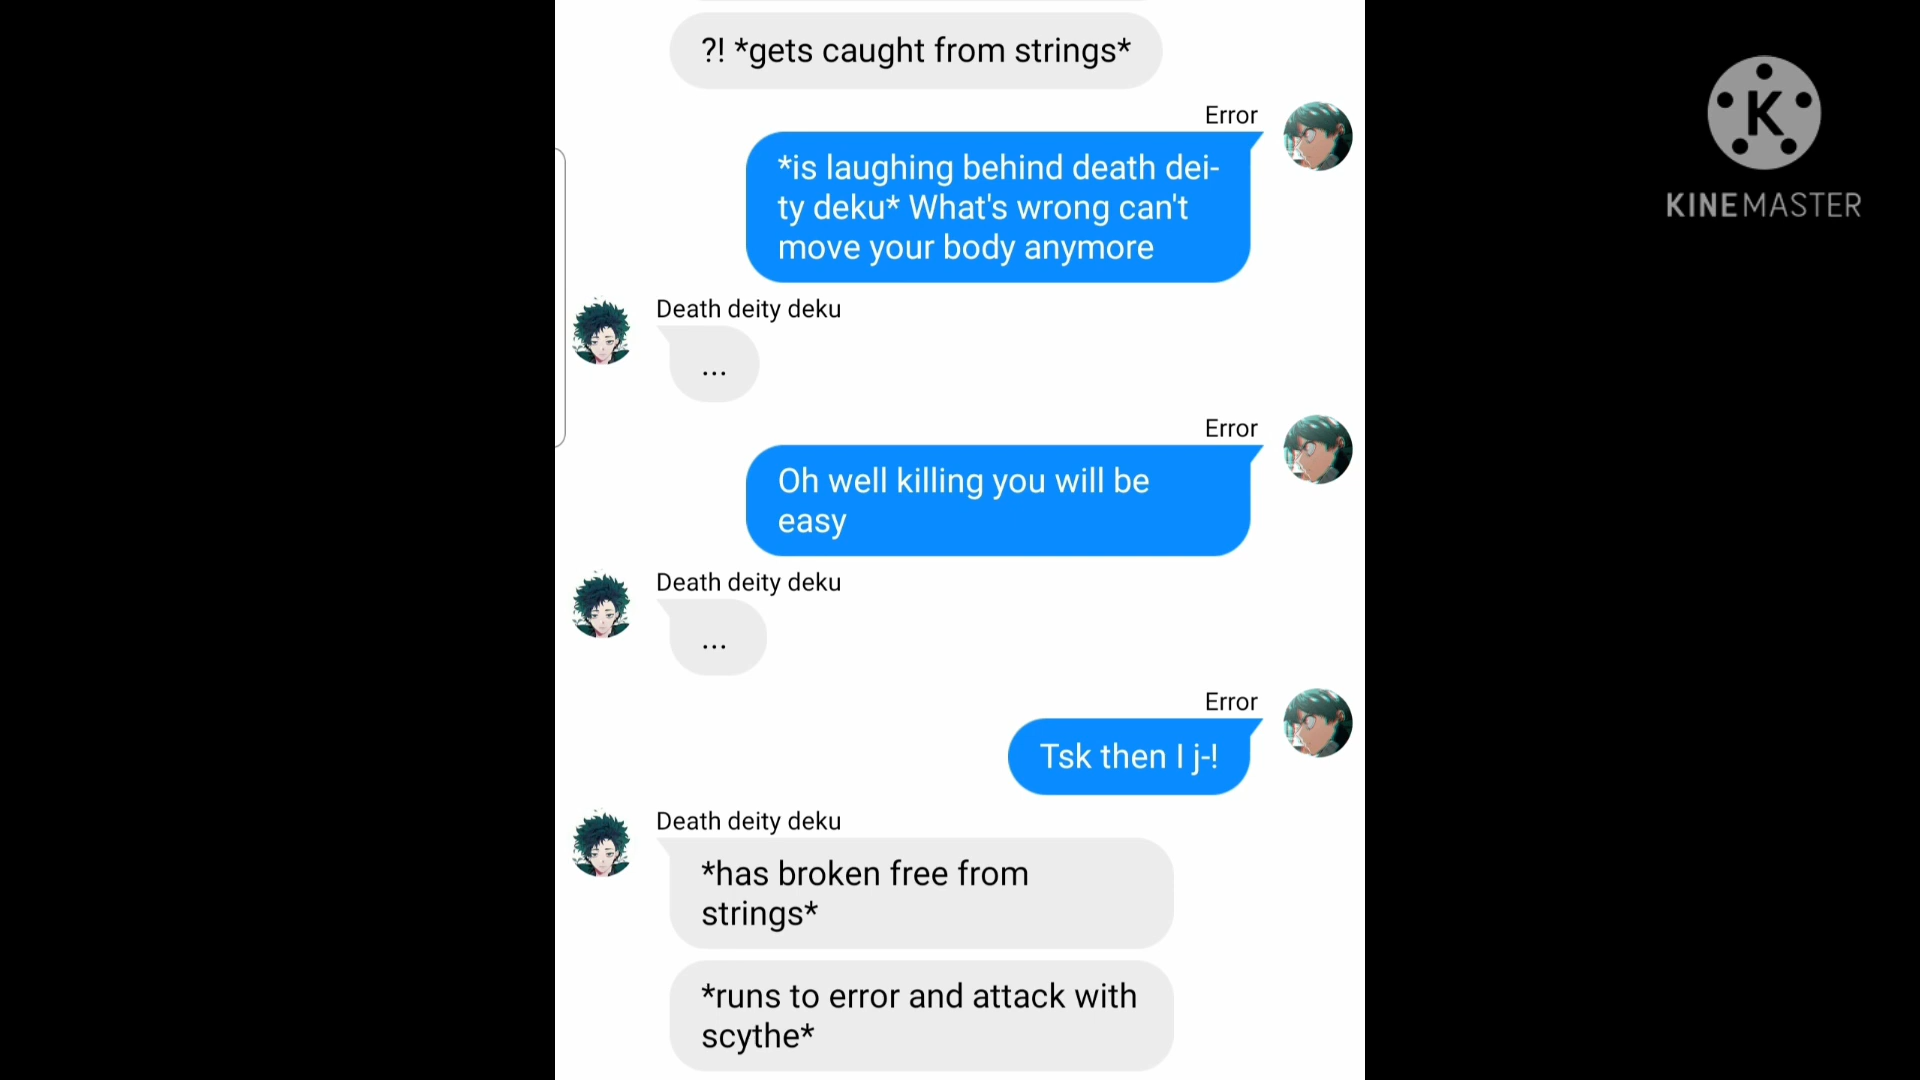 ?! *gets caught from strings*
Error
*is laughing behind death dei-
ty deku* What's wrong can't
move your body anymore
Death deity deku
...
Error
Oh well killing you will be
easy
Death deity deku
...
Error
Tsk then I j-!
Death deity deku
*has broken free from
strings*
*runs to error and attack with
scythe*
K
KINEMASTER